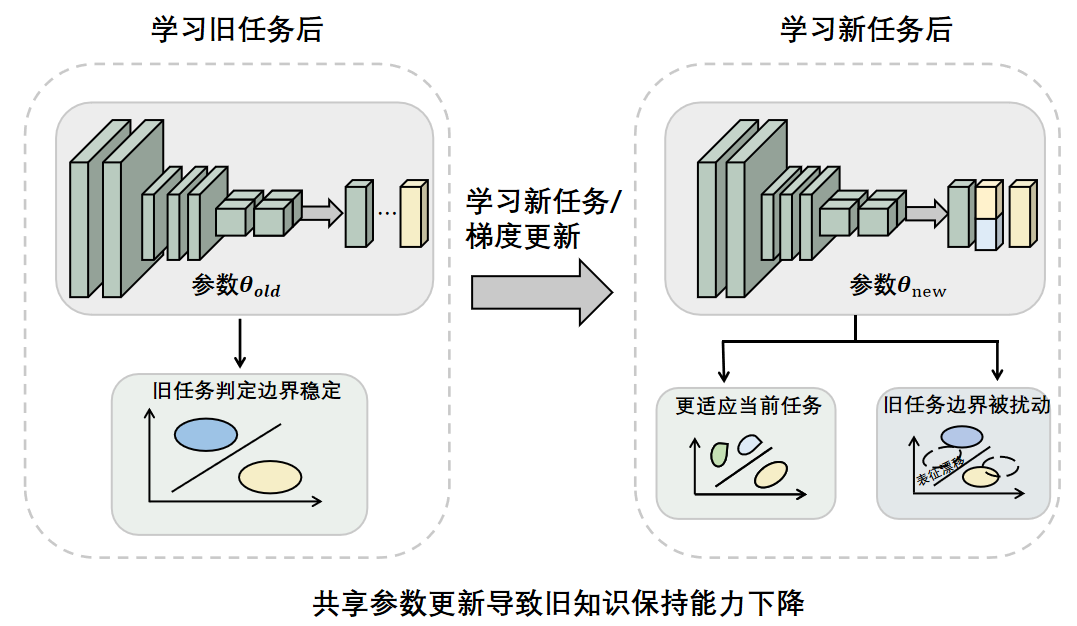 学习旧任务后
学习新任务后
参数θold
...
学习新任务/
梯度更新
参数θnew
旧任务判定边界稳定
更适应当前任务
旧任务边界被扰动
表征漂移
共享参数更新导致旧知识保持能力下降